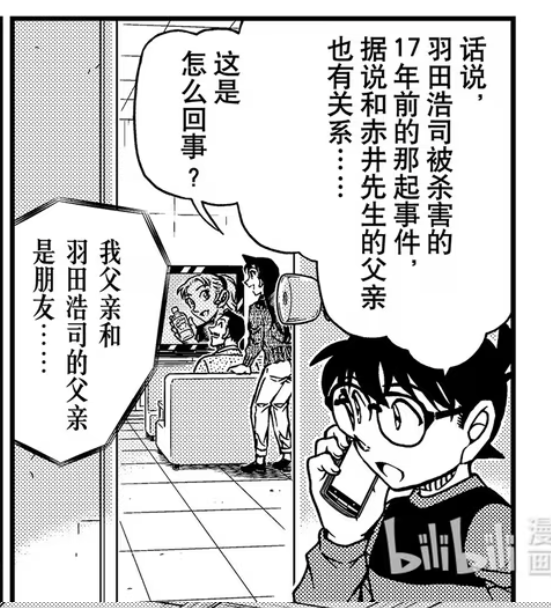 话说，
羽田浩司被杀害的
17年前的那起事件，
据说和赤井先生的父亲
也有关系……
这是
怎么回事？
我父亲和
羽田浩司的父亲
是朋友……
bilibili
漫画